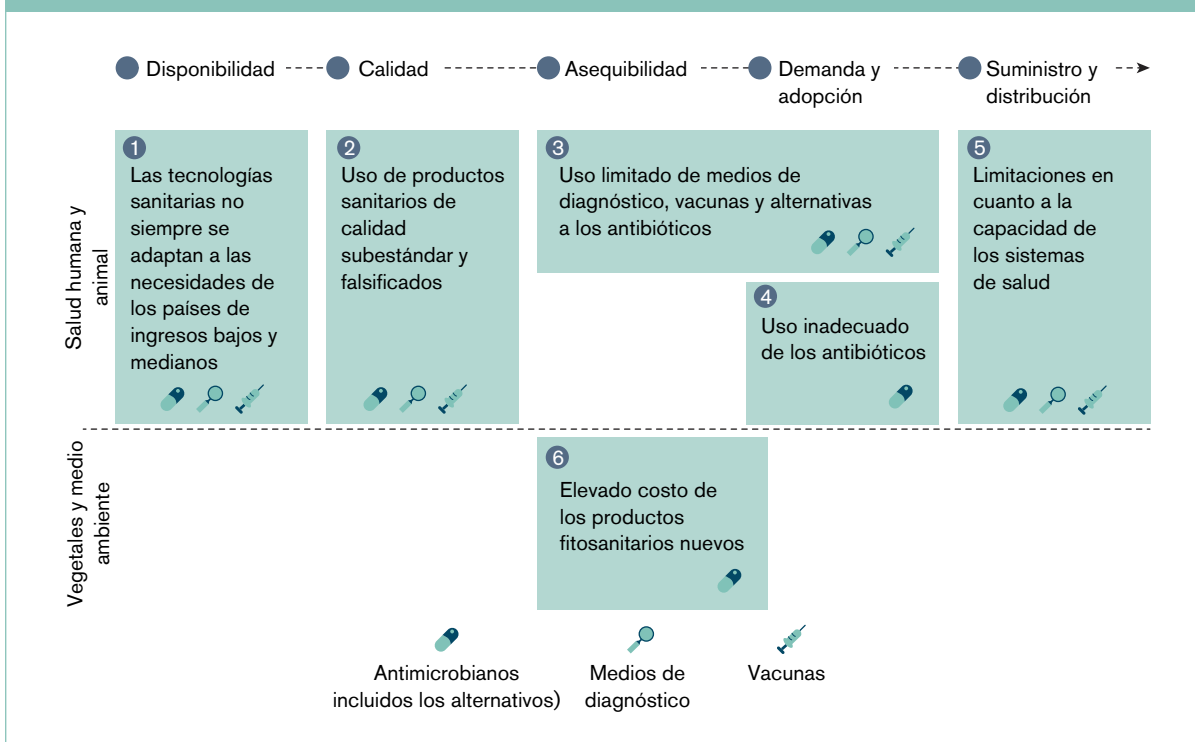 Disponibilidad
Calidad
Asequibilidad
Demanda y
adopción
Suministro y
distribución
Salud humana y
animal
1
Las tecnologías
sanitarias no
siempre se
adaptan a las
necesidades de
los países de
ingresos bajos y
medianos
2
Uso de productos
sanitarios de
calidad
subestándar y
falsificados
3
Uso limitado de medios de
diagnóstico, vacunas y alternativas
a los antibióticos
4
Uso inadecuado
de los antibióticos
5
Limitaciones en
cuanto a la
capacidad de
los sistemas
de salud
Vegetales y medio
ambiente
6
Elevado costo de
los productos
fitosanitarios nuevos
Antimicrobianos
incluidos los alternativos)
Medios de
diagnóstico
Vacunas